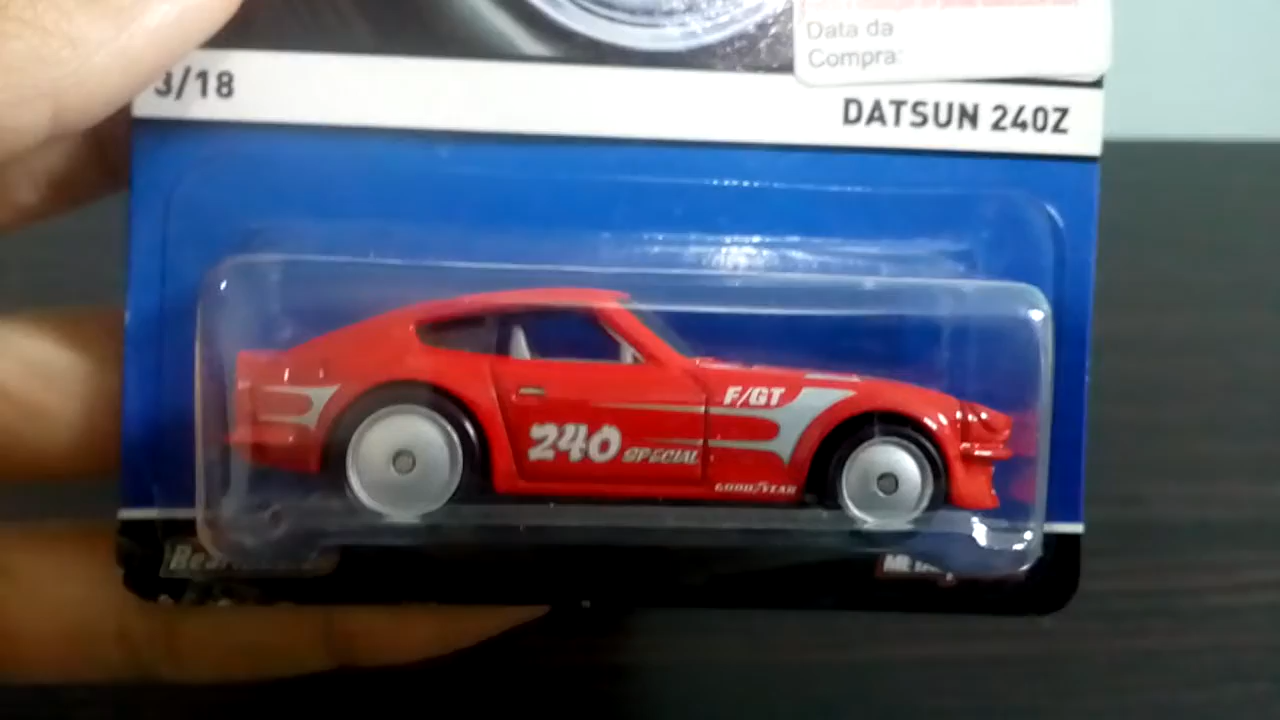 Data da
Compra:
3/18
DATSUN 240Z
F/GT
240 SPECIAL
GOODYEAR